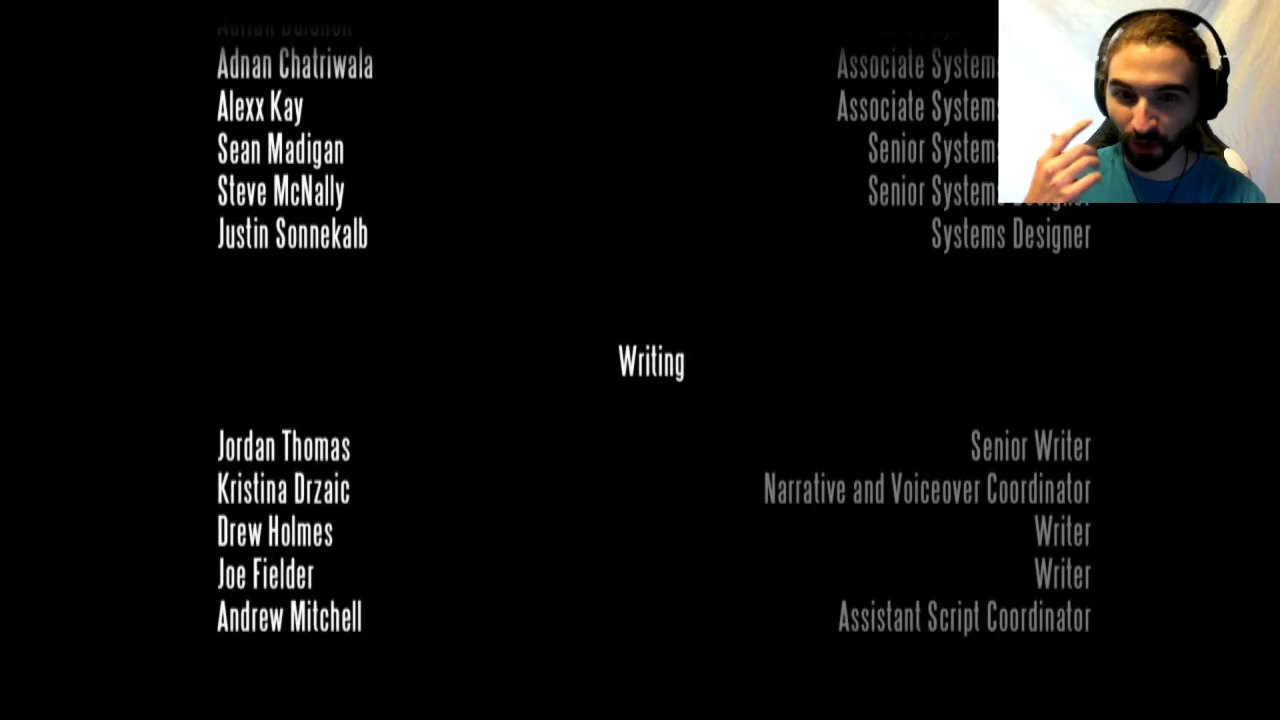 Adnan Chatriwala Associate Systems
Alexx Kay Associate Systems
Sean Madigan Senior Systems
Steve McNally Senior Systems Designer
Justin Sonnekalb Systems Designer
Writing
Jordan Thomas Senior Writer
Kristina Drzaic Narrative and Voiceover Coordinator
Drew Holmes Writer
Joe Fielder Writer
Andrew Mitchell Assistant Script Coordinator